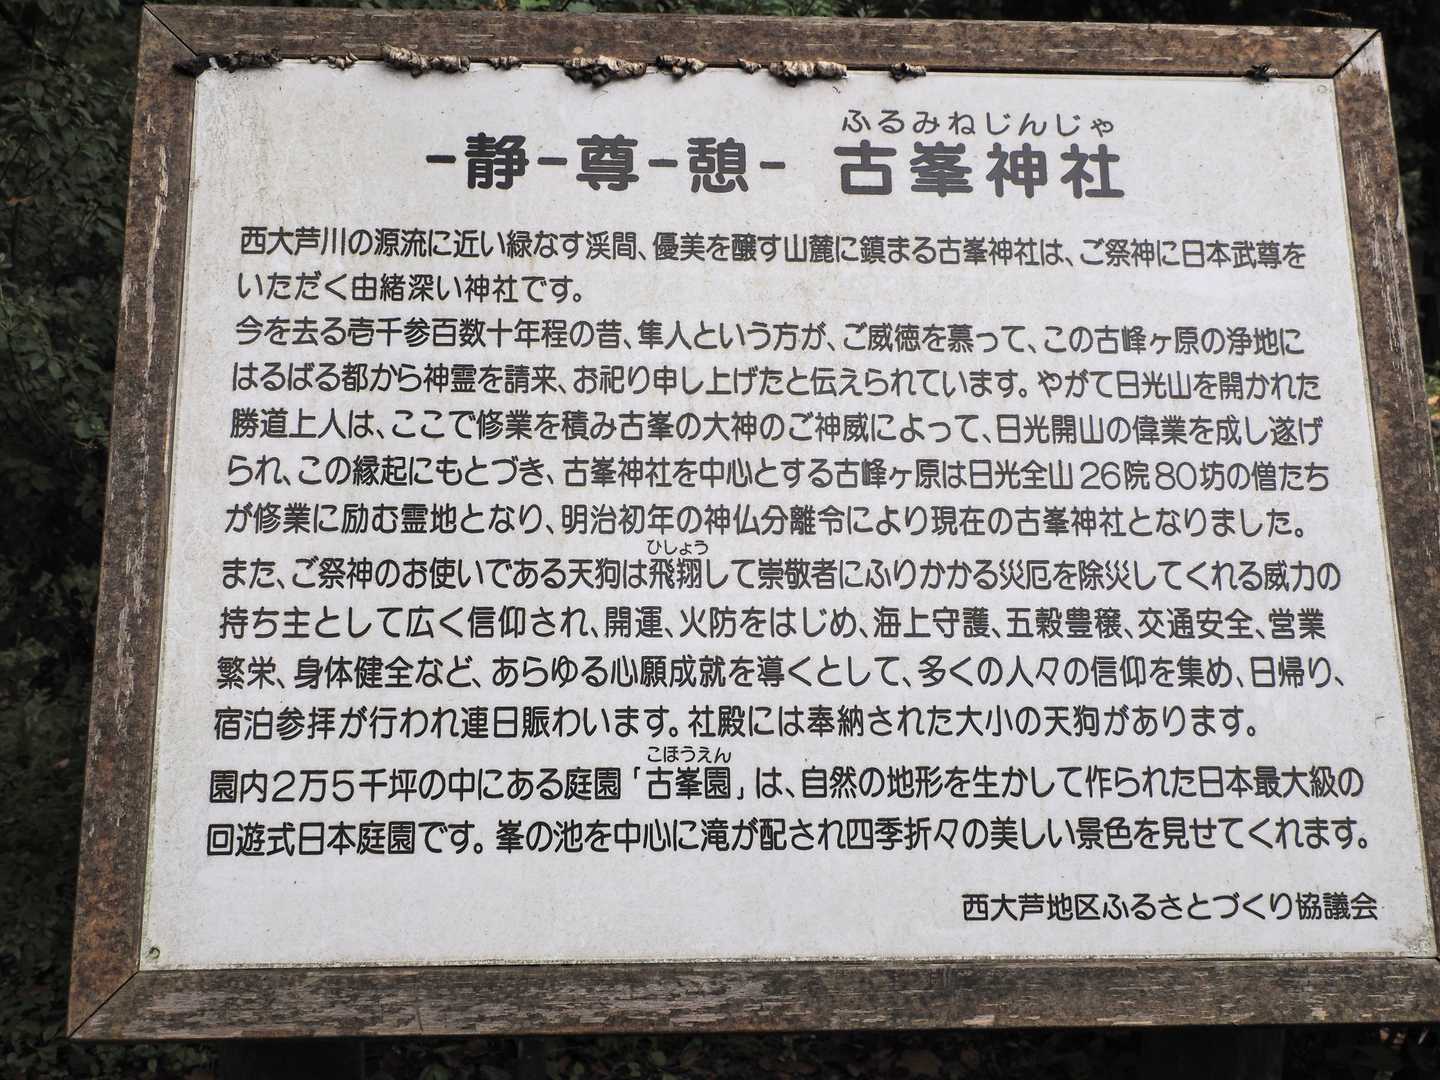 ふるみねじんじゃ
-静-尊-憩- 古峯神社
西大芦川の源流に近い緑なす渓間、優美を醸す山麓に鎮まる古峯神社は、ご祭神に日本武尊を
いただく由緒深い神社です。
今を去る壱千参百数十年程の昔、隼人という方が、ご威徳を慕って、この古峰ヶ原の浄地に
はるばる都から神霊を請来、お祀り申し上げたと伝えられています。やがて日光山を開かれた
勝道上人は、ここで修業を積み古峯の大神のご神威によって、日光開山の偉業を成し遂げ
られ、この縁起にもとづき、古峯神社を中心とする古峰ヶ原は日光全山26院80坊の僧たち
が修業に励む霊地となり、明治初年の神仏分離令により現在の古峯神社となりました。
ひしょう
また、ご祭神のお使いである天狗は飛翔して崇敬者にふりかかる災厄を除災してくれる威力の
持ち主として広く信仰され、開運、火防をはじめ、海上守護、五穀豊穣、交通安全、営業
繁栄、身体健全など、あらゆる心願成就を導くとして、多くの人々の信仰を集め、日帰り、
宿泊参拝が行われ連日賑わいます。社殿には奉納された大小の天狗があります。
こほうえん
園内2万5千坪の中にある庭園「古峯園」は、自然の地形を生かして作られた日本最大級の
回遊式日本庭園です。峯の池を中心に滝が配され四季折々の美しい景色を見せてくれます。
西大芦地区ふるさとづくり協議会